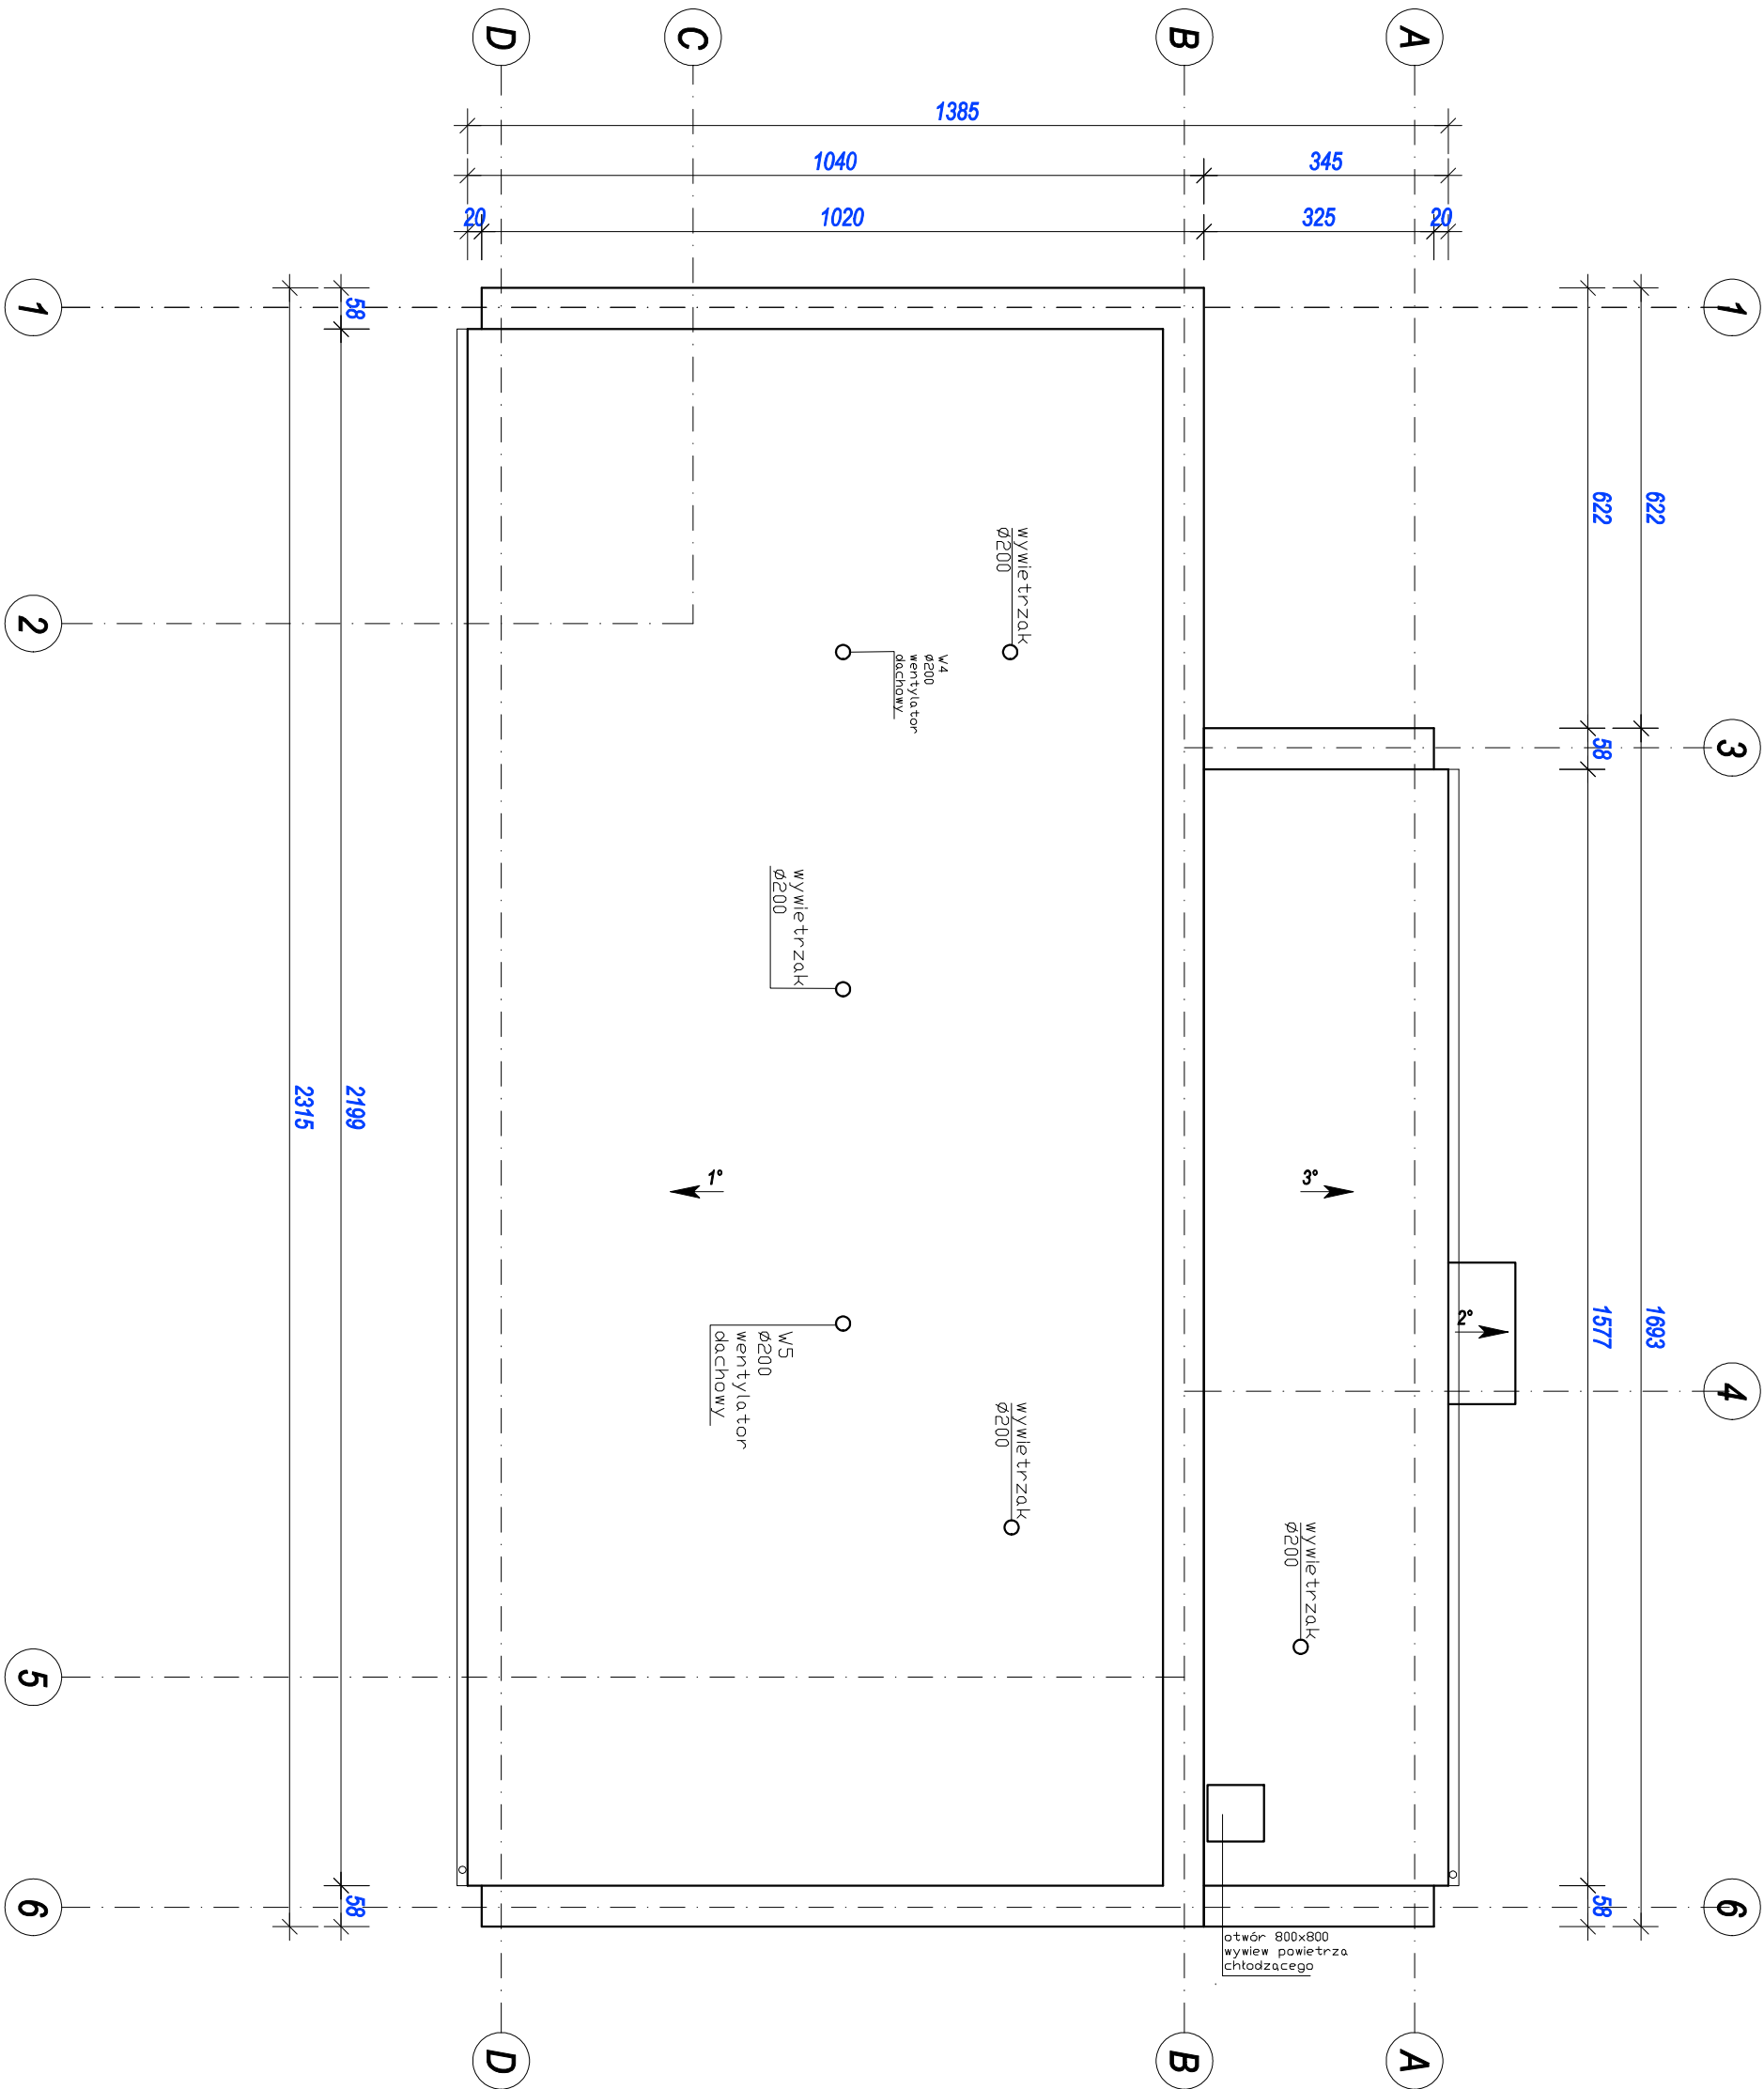 D
C
B
A
1385
1040
345
20
1020
325
20
1
1
58
622
622
wywietrzak
ø200
2
W4
ø200
wentylator
dachowy
3
58
wywietrzak
ø200
2199
2315
1°
3°
2°
1577
1693
W5
ø200
wentylator
dachowy
wywietrzak
ø200
4
wywietrzak
ø200
5
58
58
6
6
otwór 800x800
wywiew powietrza
chłodzącego
D
B
A